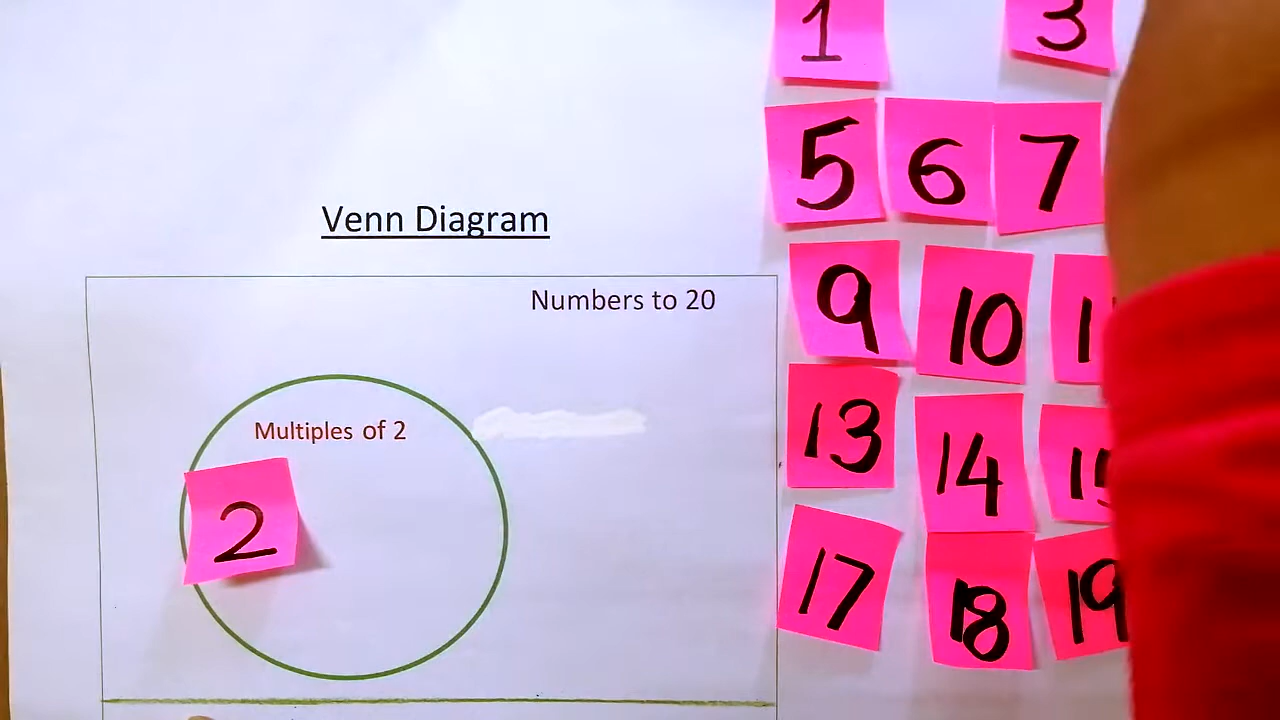 1 3
5 6 7
Venn Diagram
Numbers to 20
9 10
Multiples of 2
13 14
2
17 18 19